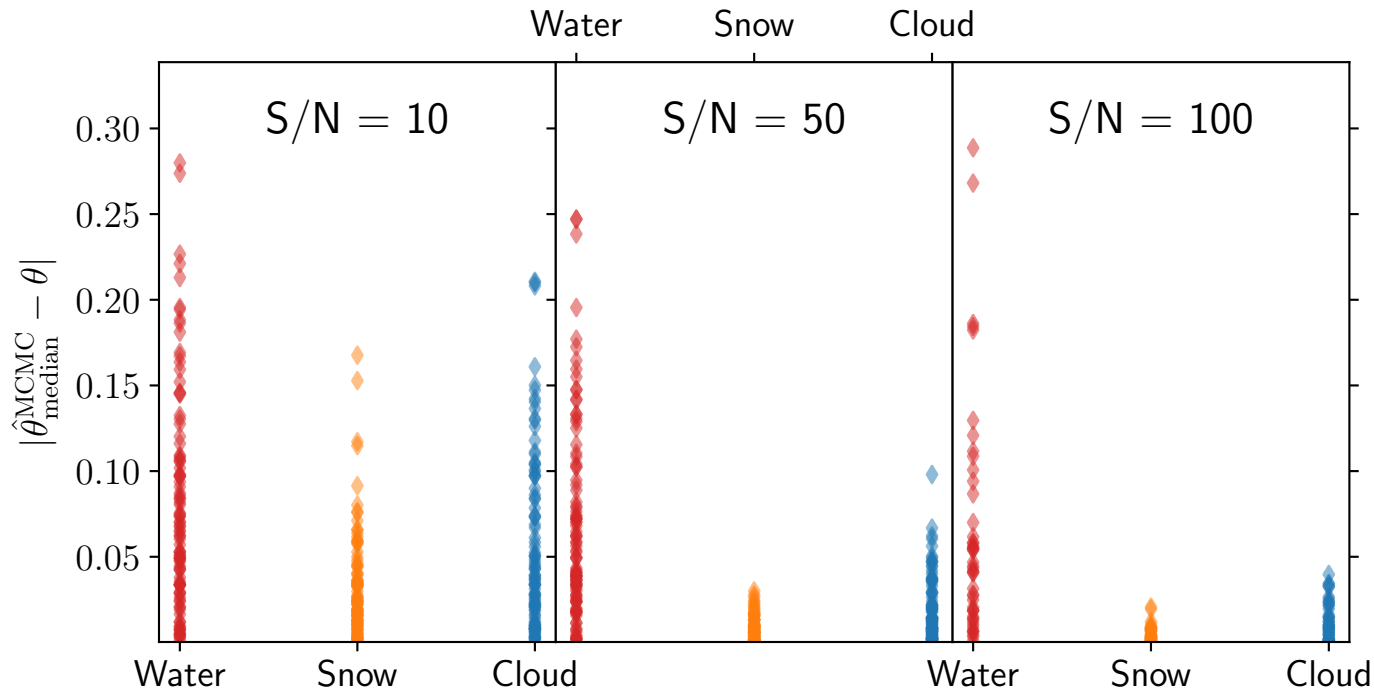 Water Snow Cloud
S/N = 10 S/N = 50 S/N = 100
0.30
0.25
0.20
0.15
0.10
0.05
|θ̂^MCMC_median − θ|
Water Snow Cloud Water Snow Cloud